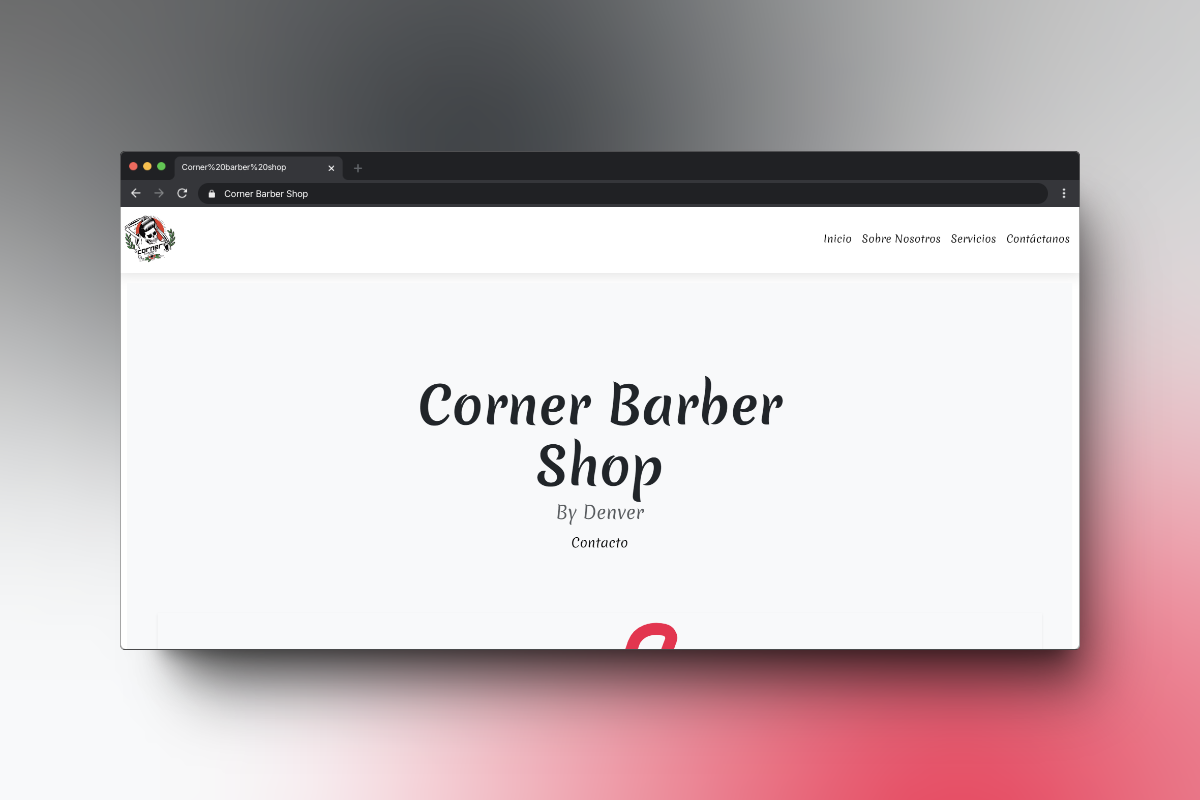 Corner%20barber%20shop
Corner Barber Shop
corner
Inicio Sobre Nosotros Servicios Contáctanos
Corner Barber
Shop
By Denver
Contacto